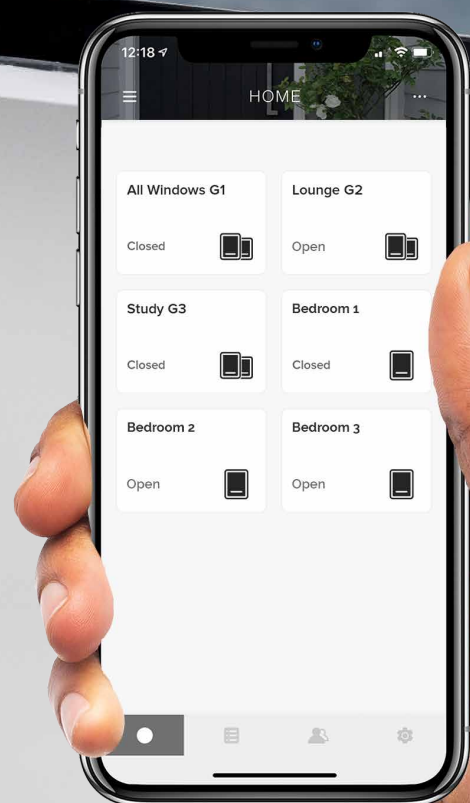 12:18
HOME
All Windows G1
Closed
Lounge G2
Open
Study G3
Closed
Bedroom 1
Closed
Bedroom 2
Open
Bedroom 3
Open